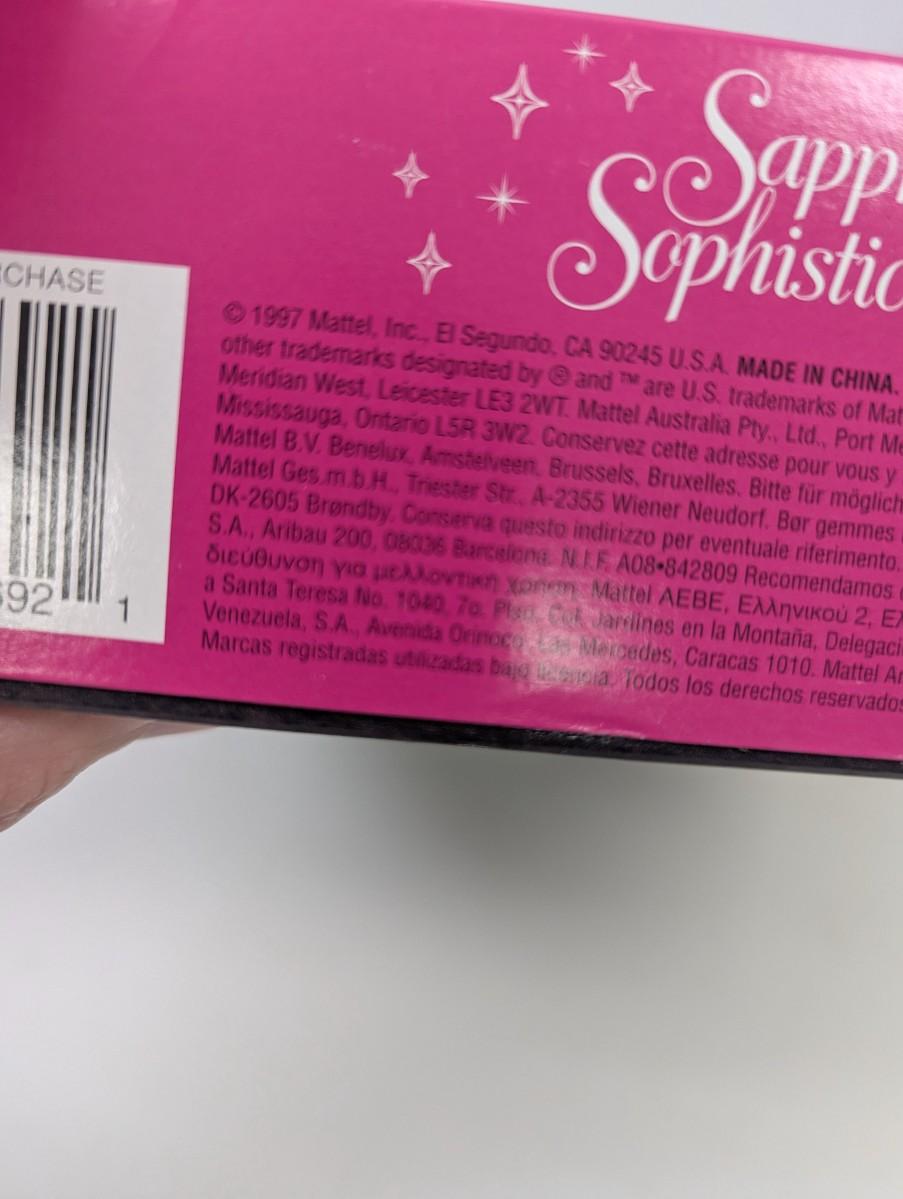 Sapp
Sophistic
CHASE
© 1997 Mattel, Inc., El Segundo, CA 90245 U.S.A. MADE IN CHINA.
other trademarks designated by ® and ™ are U.S. trademarks of Mat
Meridian West, Leicester LE3 2WT. Mattel Australia Pty., Ltd., Port Me
Mississauga, Ontario L5R 3W2. Conservez cette adresse pour vous y
Mattel B.V. Benelux, Amstelveen, Brussels, Bruxelles. Bitte für möglich
Mattel Ges.m.b.H., Triester Str., A-2355 Wiener Neudorf. Bør gemmes
DK-2605 Brøndby. Conserva questo indirizzo per eventuale riferimento.
S.A., Aribau 200, 08036 Barcelona. N.I.F. A08•842809 Recomendamos
διεύθυνση για μελλοντική χρήση. Mattel AEBE, Ελληνικού 2, Ελ
a Santa Teresa No. 1040, 7o. Piso, Col. Jardines en la Montaña, Delegaci
Venezuela, S.A., Avenida Orinoco, Las Mercedes, Caracas 1010. Mattel Ar
Marcas registradas utilizadas bajo licencia. Todos los derechos reservados
92 1